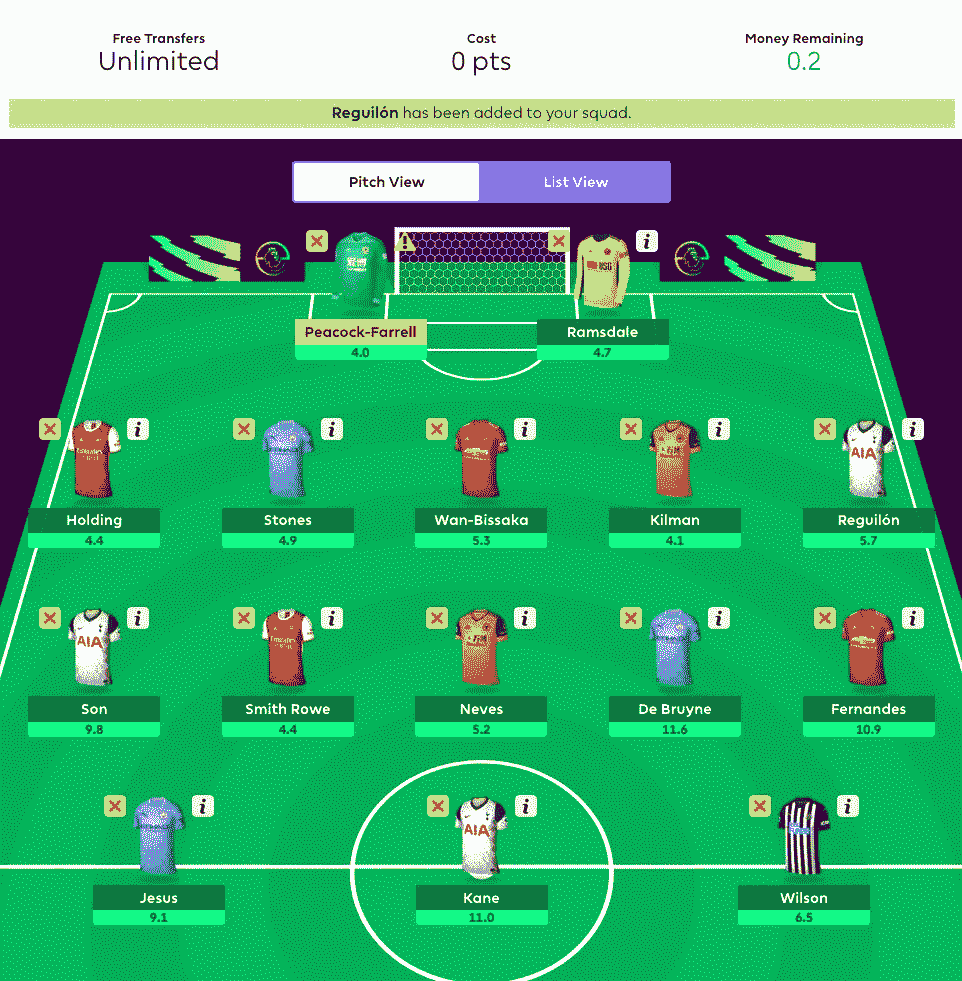 Free Transfers
Cost
Money Remaining
Unlimited
0 pts
0.2
Reguilón has been added to your squad.
Pitch View
List View
Peacock-Farrell
Ramsdale
4.0
4.7
Holding
Stones
Wan-Bissaka
Kilman
Reguilón
4.4
4.9
5.3
4.1
5.7
AIA
Son
Smith Rowe
Neves
De Bruyne
Fernandes
9.8
4.4
5.2
11.6
10.9
AIA
Jesus
Kane
Wilson
9.1
11.0
6.5
AIA